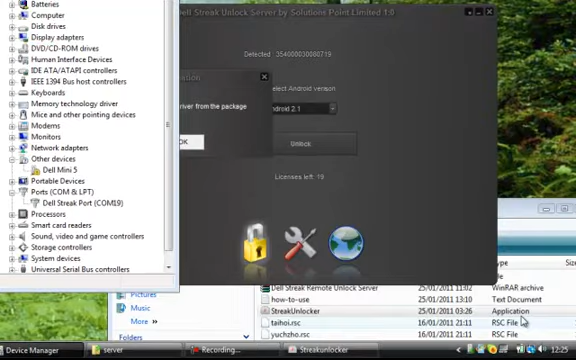 Batteries
Computer
Disk drives
Display adapters
DVD/CD-ROM drives
Human Interface Devices
IDE ATA/ATAPI controllers
IEEE 1394 Bus host controllers
Keyboards
Memory technology driver
Mice and other pointing devices
Modems
Monitors
Network adapters
Other devices
Dell Mini 5
Portable Devices
Ports (COM & LPT)
Dell Streak Port (COM19)
Processors
Smart card readers
Sound, video and game controllers
Storage controllers
System devices
Universal Serial Bus controllers
Dell Streak Unlock Server by Solutions Point Limited 1.0
Detected : 354000030080719
ation
elect Android version
river from the package
ndroid 2.1
OK
Unlock
Licenses left: 19
ype
Siz
File
Dell Streak Remote Unlock Server
25/01/2011 11:09
WinRAR archive
how-to-use
25/01/2011 13:10
Text Document
StreakUnlocker
25/01/2011 03:26
Application
taihoi.rsc
16/01/2011 21:11
RSC File
yuchzho.rsc
16/01/2011 21:11
RSC File
Pictures
Music
More »
Folders
Device Manager
server
Recording...
Streakunlocker
12:25